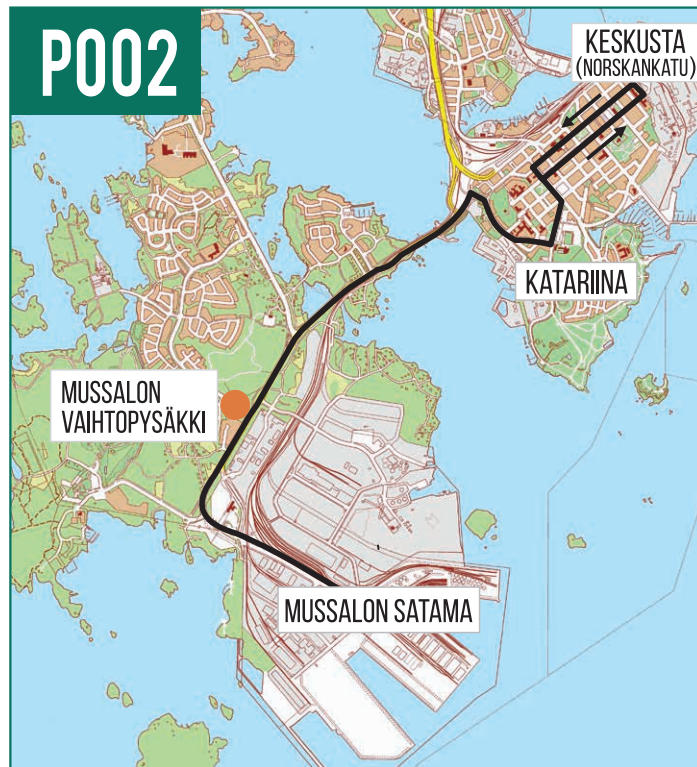 P002
KESKUSTA
(NORSKANKATU)
KATARIINA
MUSSALON
VAIHTOPYSÄKKI
MUSSALON SATAMA